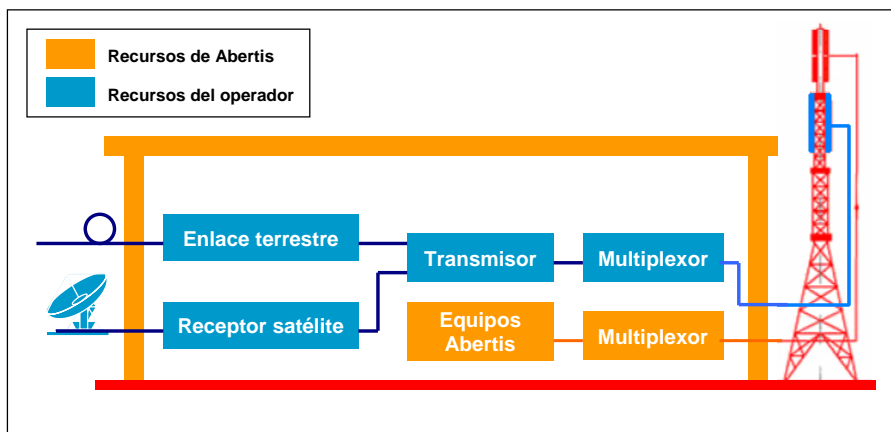 Recursos de Abertis
Recursos del operador
Enlace terrestre
Transmisor
Multiplexor
Receptor satélite
Equipos
Abertis
Multiplexor